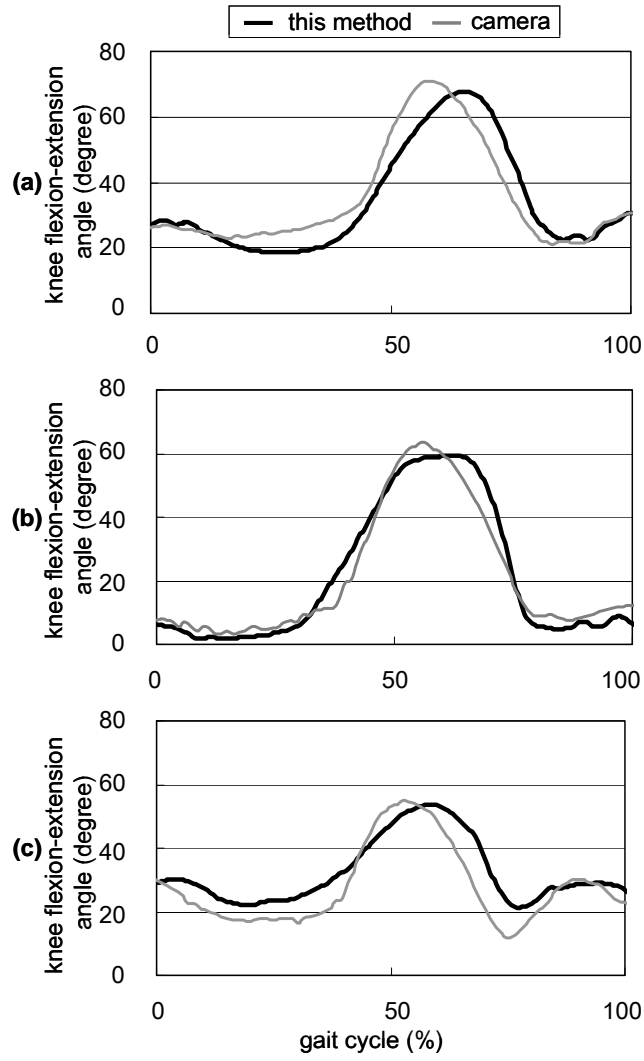 this method camera
(a)
knee flexion-extension
angle (degree)
80
60
40
20
0
0 50 100
(b)
knee flexion-extension
angle (degree)
80
60
40
20
0
0 50 100
(c)
knee flexion-extension
angle (degree)
80
60
40
20
0
0 50 100
gait cycle (%)